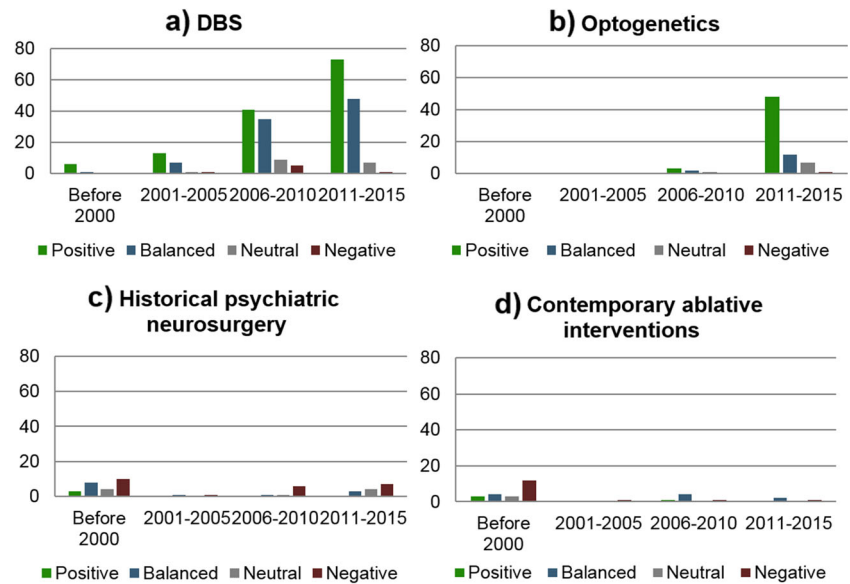 a) DBS
80
60
40
20
0
Before 2000 2001-2005 2006-2010 2011-2015
Positive Balanced Neutral Negative
b) Optogenetics
80
60
40
20
0
Before 2000 2001-2005 2006-2010 2011-2015
Positive Balanced Neutral Negative
c) Historical psychiatric
neurosurgery
80
60
40
20
0
Before 2000 2001-2005 2006-2010 2011-2015
Positive Balanced Neutral Negative
d) Contemporary ablative
interventions
80
60
40
20
0
Before 2000 2001-2005 2006-2010 2011-2015
Positive Balanced Neutral Negative